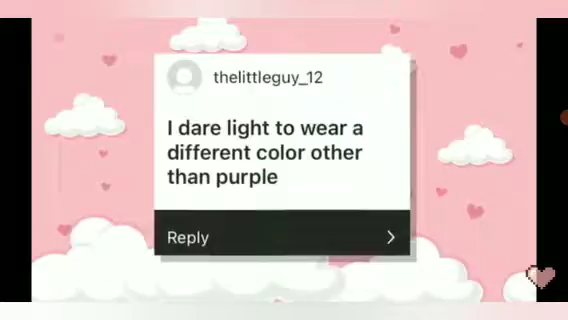 thelittleguy_12
I dare light to wear a
different color other
than purple
Reply